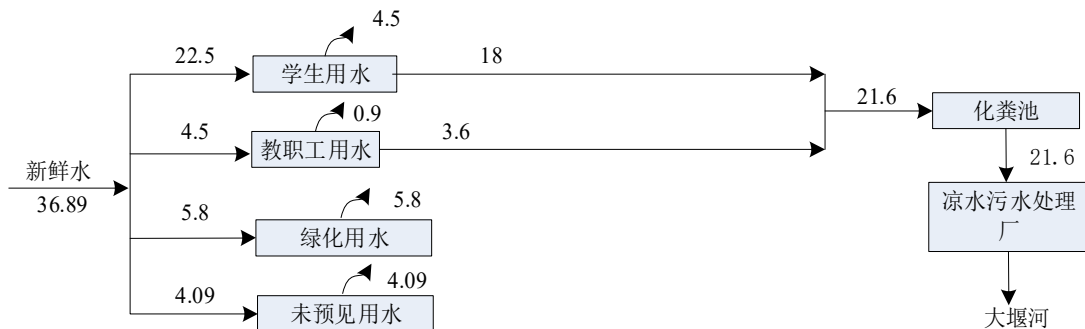 4.5
22.5
学生用水
18
0.9
21.6
化粪池
4.5
教职工用水
3.6
新鲜水
36.89
21.6
5.8
5.8
绿化用水
凉水污水处理
厂
4.09
4.09
未预见用水
大堰河